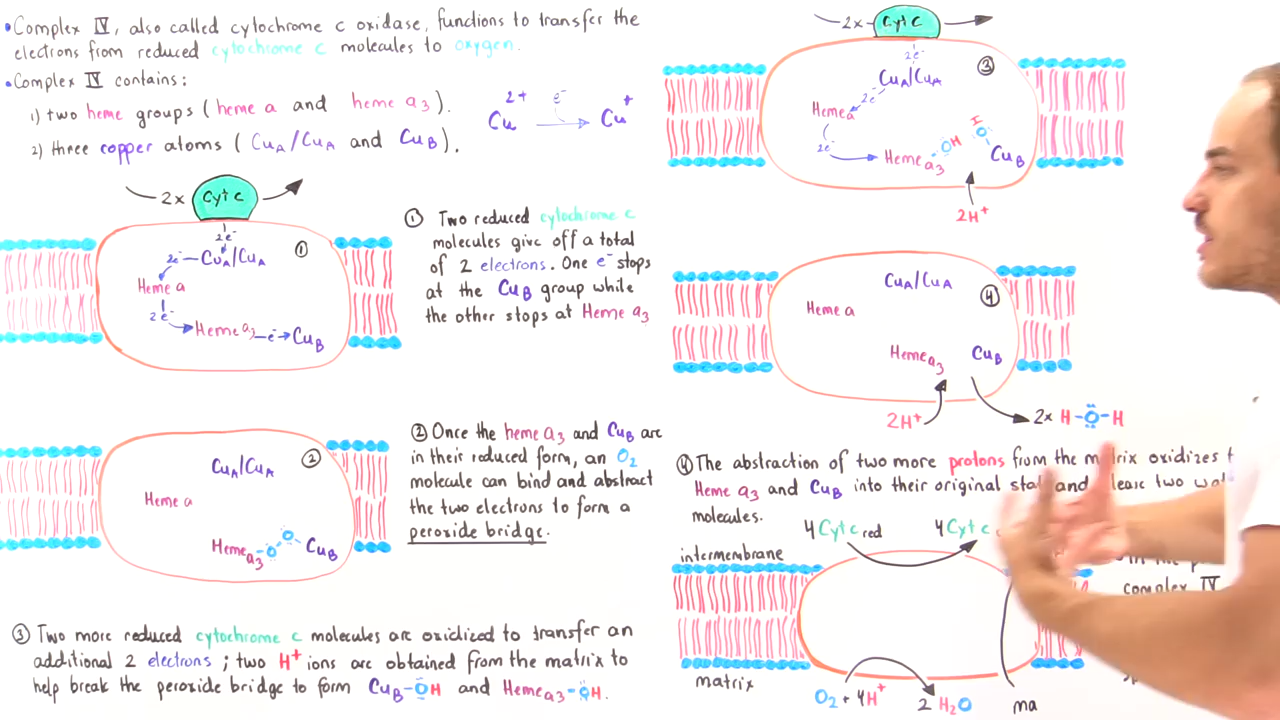 •Complex IV, also called cytochrome c oxidase, functions to transfer the
electrons from reduced cytochrome c molecules to oxygen.
•Complex IV contains:
1) two heme groups (heme a and heme a3).
2) three copper atoms (CuA/CuA and CuB).
Cu2+ e- Cu+
2x Cyt c
2e-
2e- CuA/CuA
①
Heme a
2e-
Heme a3 e- CuB
① Two reduced cytochrome c
molecules give off a total
of 2 electrons. One e- stops
at the CuB group while
the other stops at Heme a3
CuA/CuA
②
Heme a
Heme a3 O O CuB
② Once the heme a3 and CuB are
in their reduced form, an O2
molecule can bind and abstract
the two electrons to form a
peroxide bridge.
③ Two more reduced cytochrome c molecules are oxidized to transfer an
additional 2 electrons; two H+ ions are obtained from the matrix to
help break the peroxide bridge to form CuB-OH and Heme a3-OH.
2x Cyt c
2e-
CuA/CuA
③
2e-
Heme a
2e-
Heme a3 OH
H
O
CuB
2H+
CuA/CuA
④
Heme a
Heme a3 CuB
2H+
2x H-O-H
④ The abstraction of two more protons from the matrix oxidizes
Heme a3 and CuB into their original and two
molecules.
4 Cyt c red 4 Cyt c
intermembrane
complex IV
matrix
O2 + 4H+ 2 H2O
ma